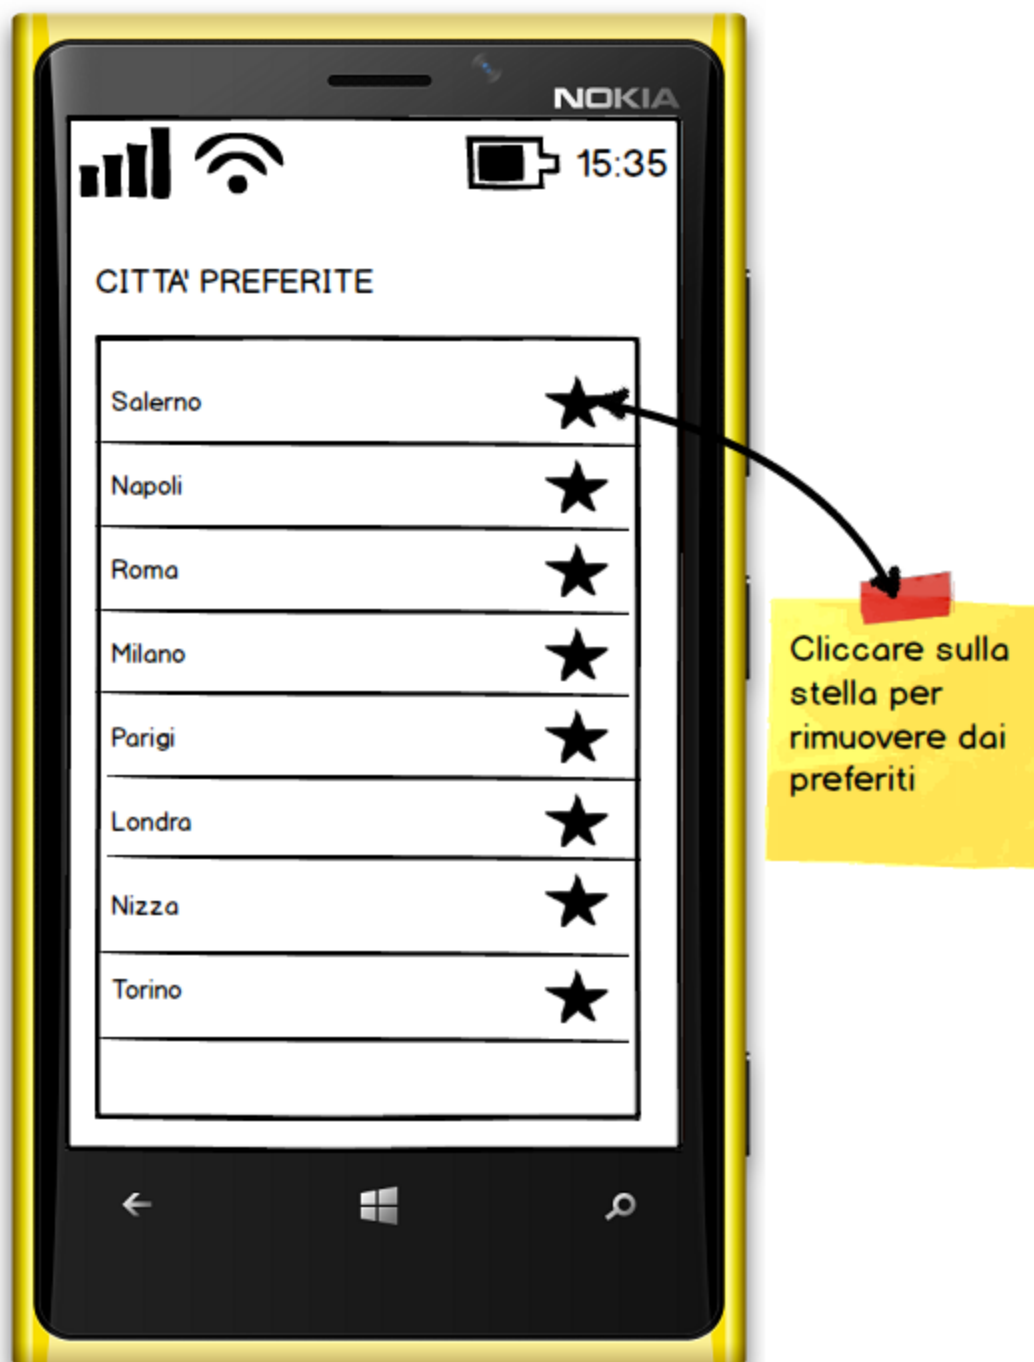 NOKIA
15:35
CITTA' PREFERITE
Salerno
Napoli
Roma
Milano
Parigi
Londra
Nizza
Torino
Cliccare sulla
stella per
rimuovere dai
preferiti